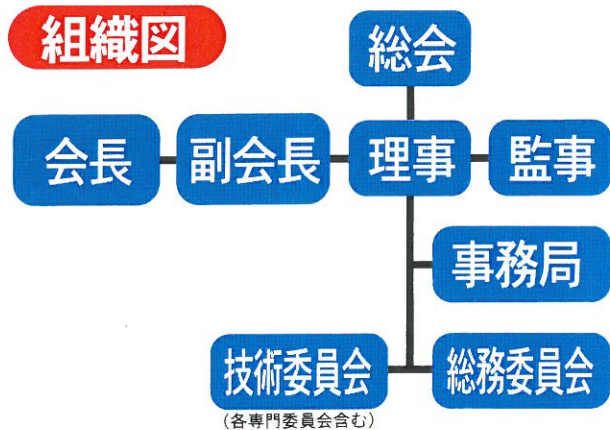 組織図
総会
会長
副会長
理事
監事
事務局
技術委員会
総務委員会
(各専門委員会含む)